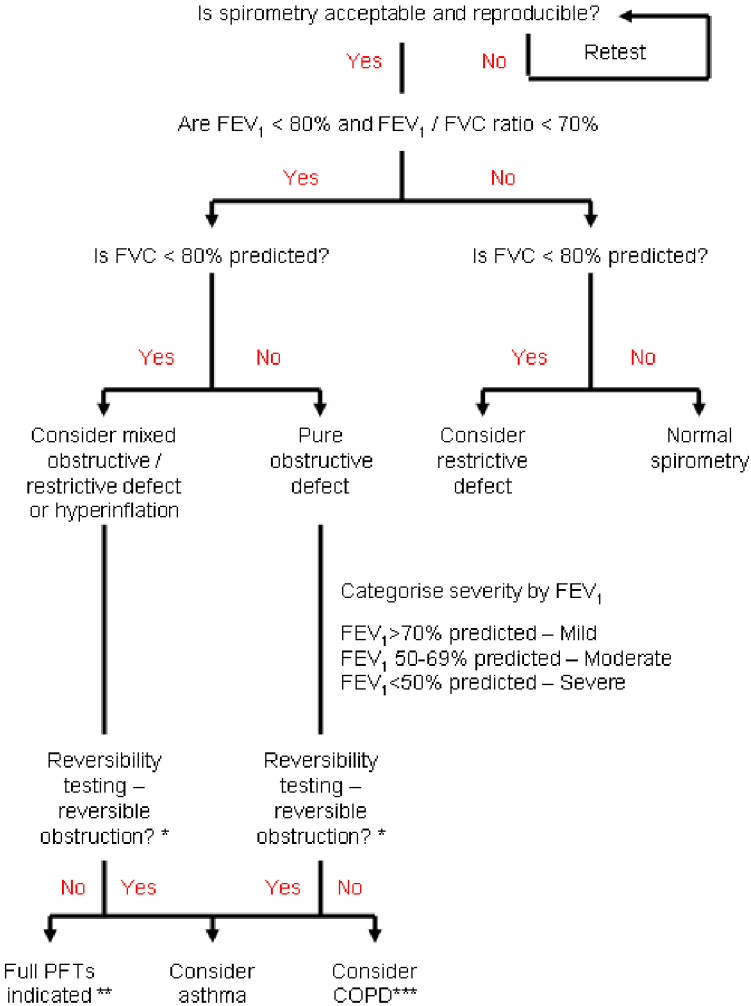 Is spirometry acceptable and reproducible?
Yes No Retest
Are FEV1 < 80% and FEV1 / FVC ratio < 70%
Yes No
Is FVC < 80% predicted? Is FVC < 80% predicted?
Yes No Yes No
Consider mixed
obstructive /
restrictive defect
or hyperinflation
Pure
obstructive
defect
Consider
restrictive
defect
Normal
spirometry
Categorise severity by FEV1
FEV1>70% predicted – Mild
FEV1 50-69% predicted – Moderate
FEV1<50% predicted – Severe
Reversibility
testing –
reversible
obstruction? *
Reversibility
testing –
reversible
obstruction? *
No Yes Yes No
Full PFTs
indicated **
Consider
asthma
Consider
COPD***